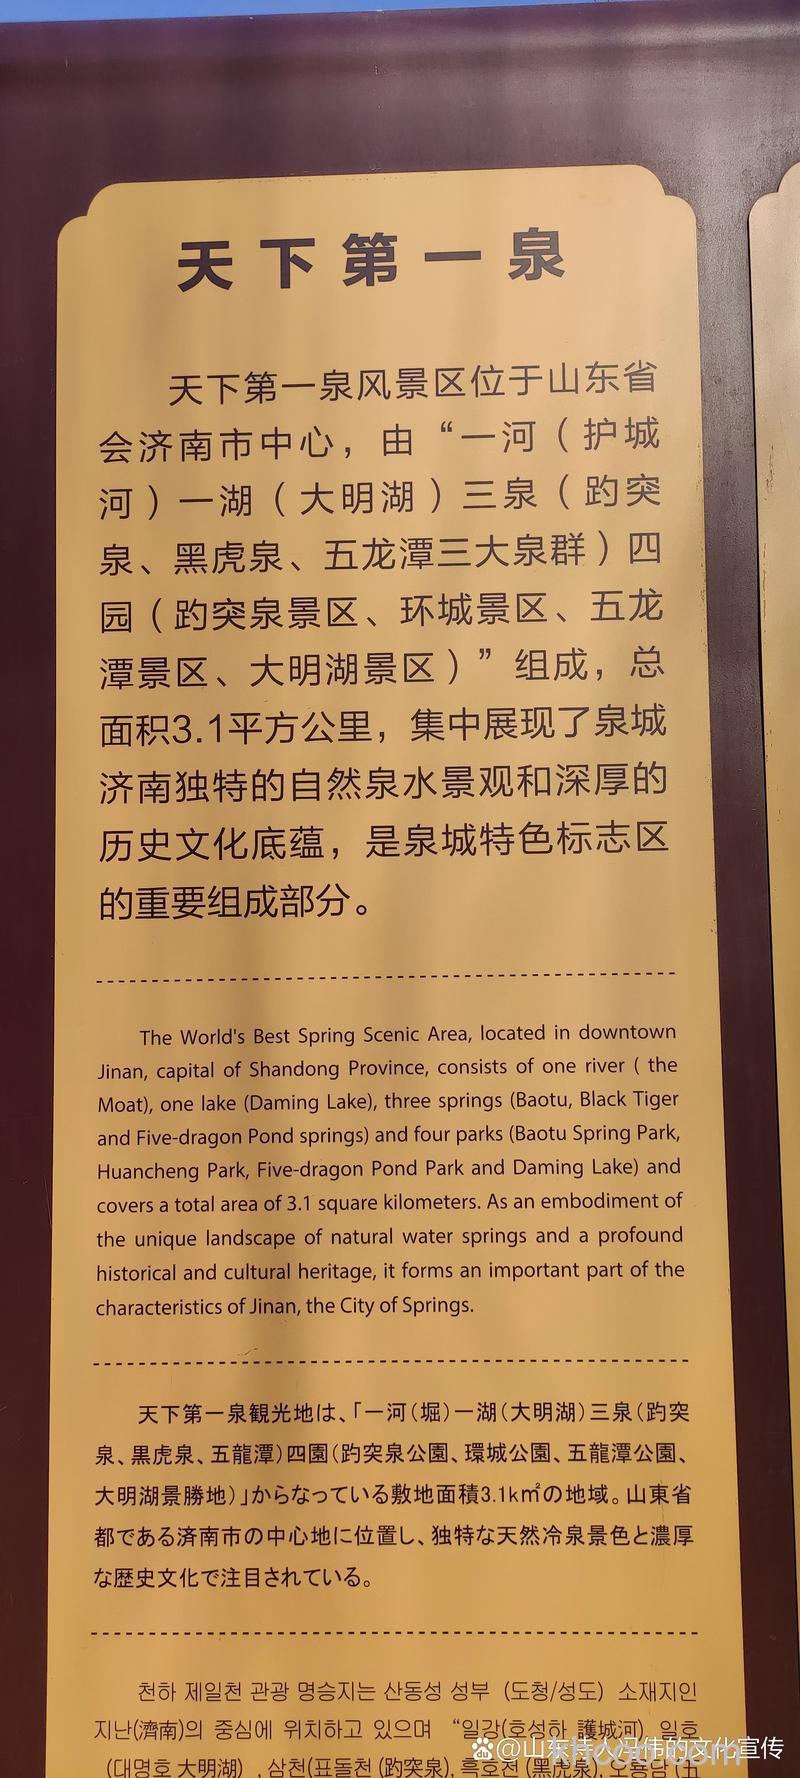 天下第一泉
天下第一泉风景区位于山东省
会济南市中心，由“一河（护城
河）一湖（大明湖）三泉（趵突
泉、黑虎泉、五龙潭三大泉群）四
园（趵突泉景区、环城景区、五龙
潭景区、大明湖景区）”组成，总
面积3.1平方公里，集中展现了泉城
济南独特的自然泉水景观和深厚的
历史文化底蕴，是泉城特色标志区
的重要组成部分。
The World's Best Spring Scenic Area, located in downtown
Jinan, capital of Shandong Province, consists of one river ( the
Moat), one lake (Daming Lake), three springs (Baotu, Black Tiger
and Five-dragon Pond springs) and four parks (Baotu Spring Park,
Huancheng Park, Five-dragon Pond Park and Daming Lake) and
covers a total area of 3.1 square kilometers. As an embodiment of
the unique landscape of natural water springs and a profound
historical and cultural heritage, it forms an important part of the
characteristics of Jinan, the City of Springs.
天下第一泉観光地は、「一河（堀）一湖（大明湖）三泉（趵突
泉、黒虎泉、五龍潭）四園（趵突泉公園、環城公園、五龍潭公園、
大明湖景勝地）」からなっている敷地面積3.1k㎡の地域。山東省
都である済南市の中心地に位置し、独特な天然冷泉景色と濃厚
な歴史文化で注目されている。
천하 제일천 관광 명승지는 산동성 성부 (도청/성도) 소재지인
지난(濟南)의 중심에 위치하고 있으며 “일강(호성하 護城河), 일호
(대명호 大明湖) , 삼천(표돌천 (趵突泉), 흑호천 (黑虎泉),
@山东持人冯伟的文化宣传